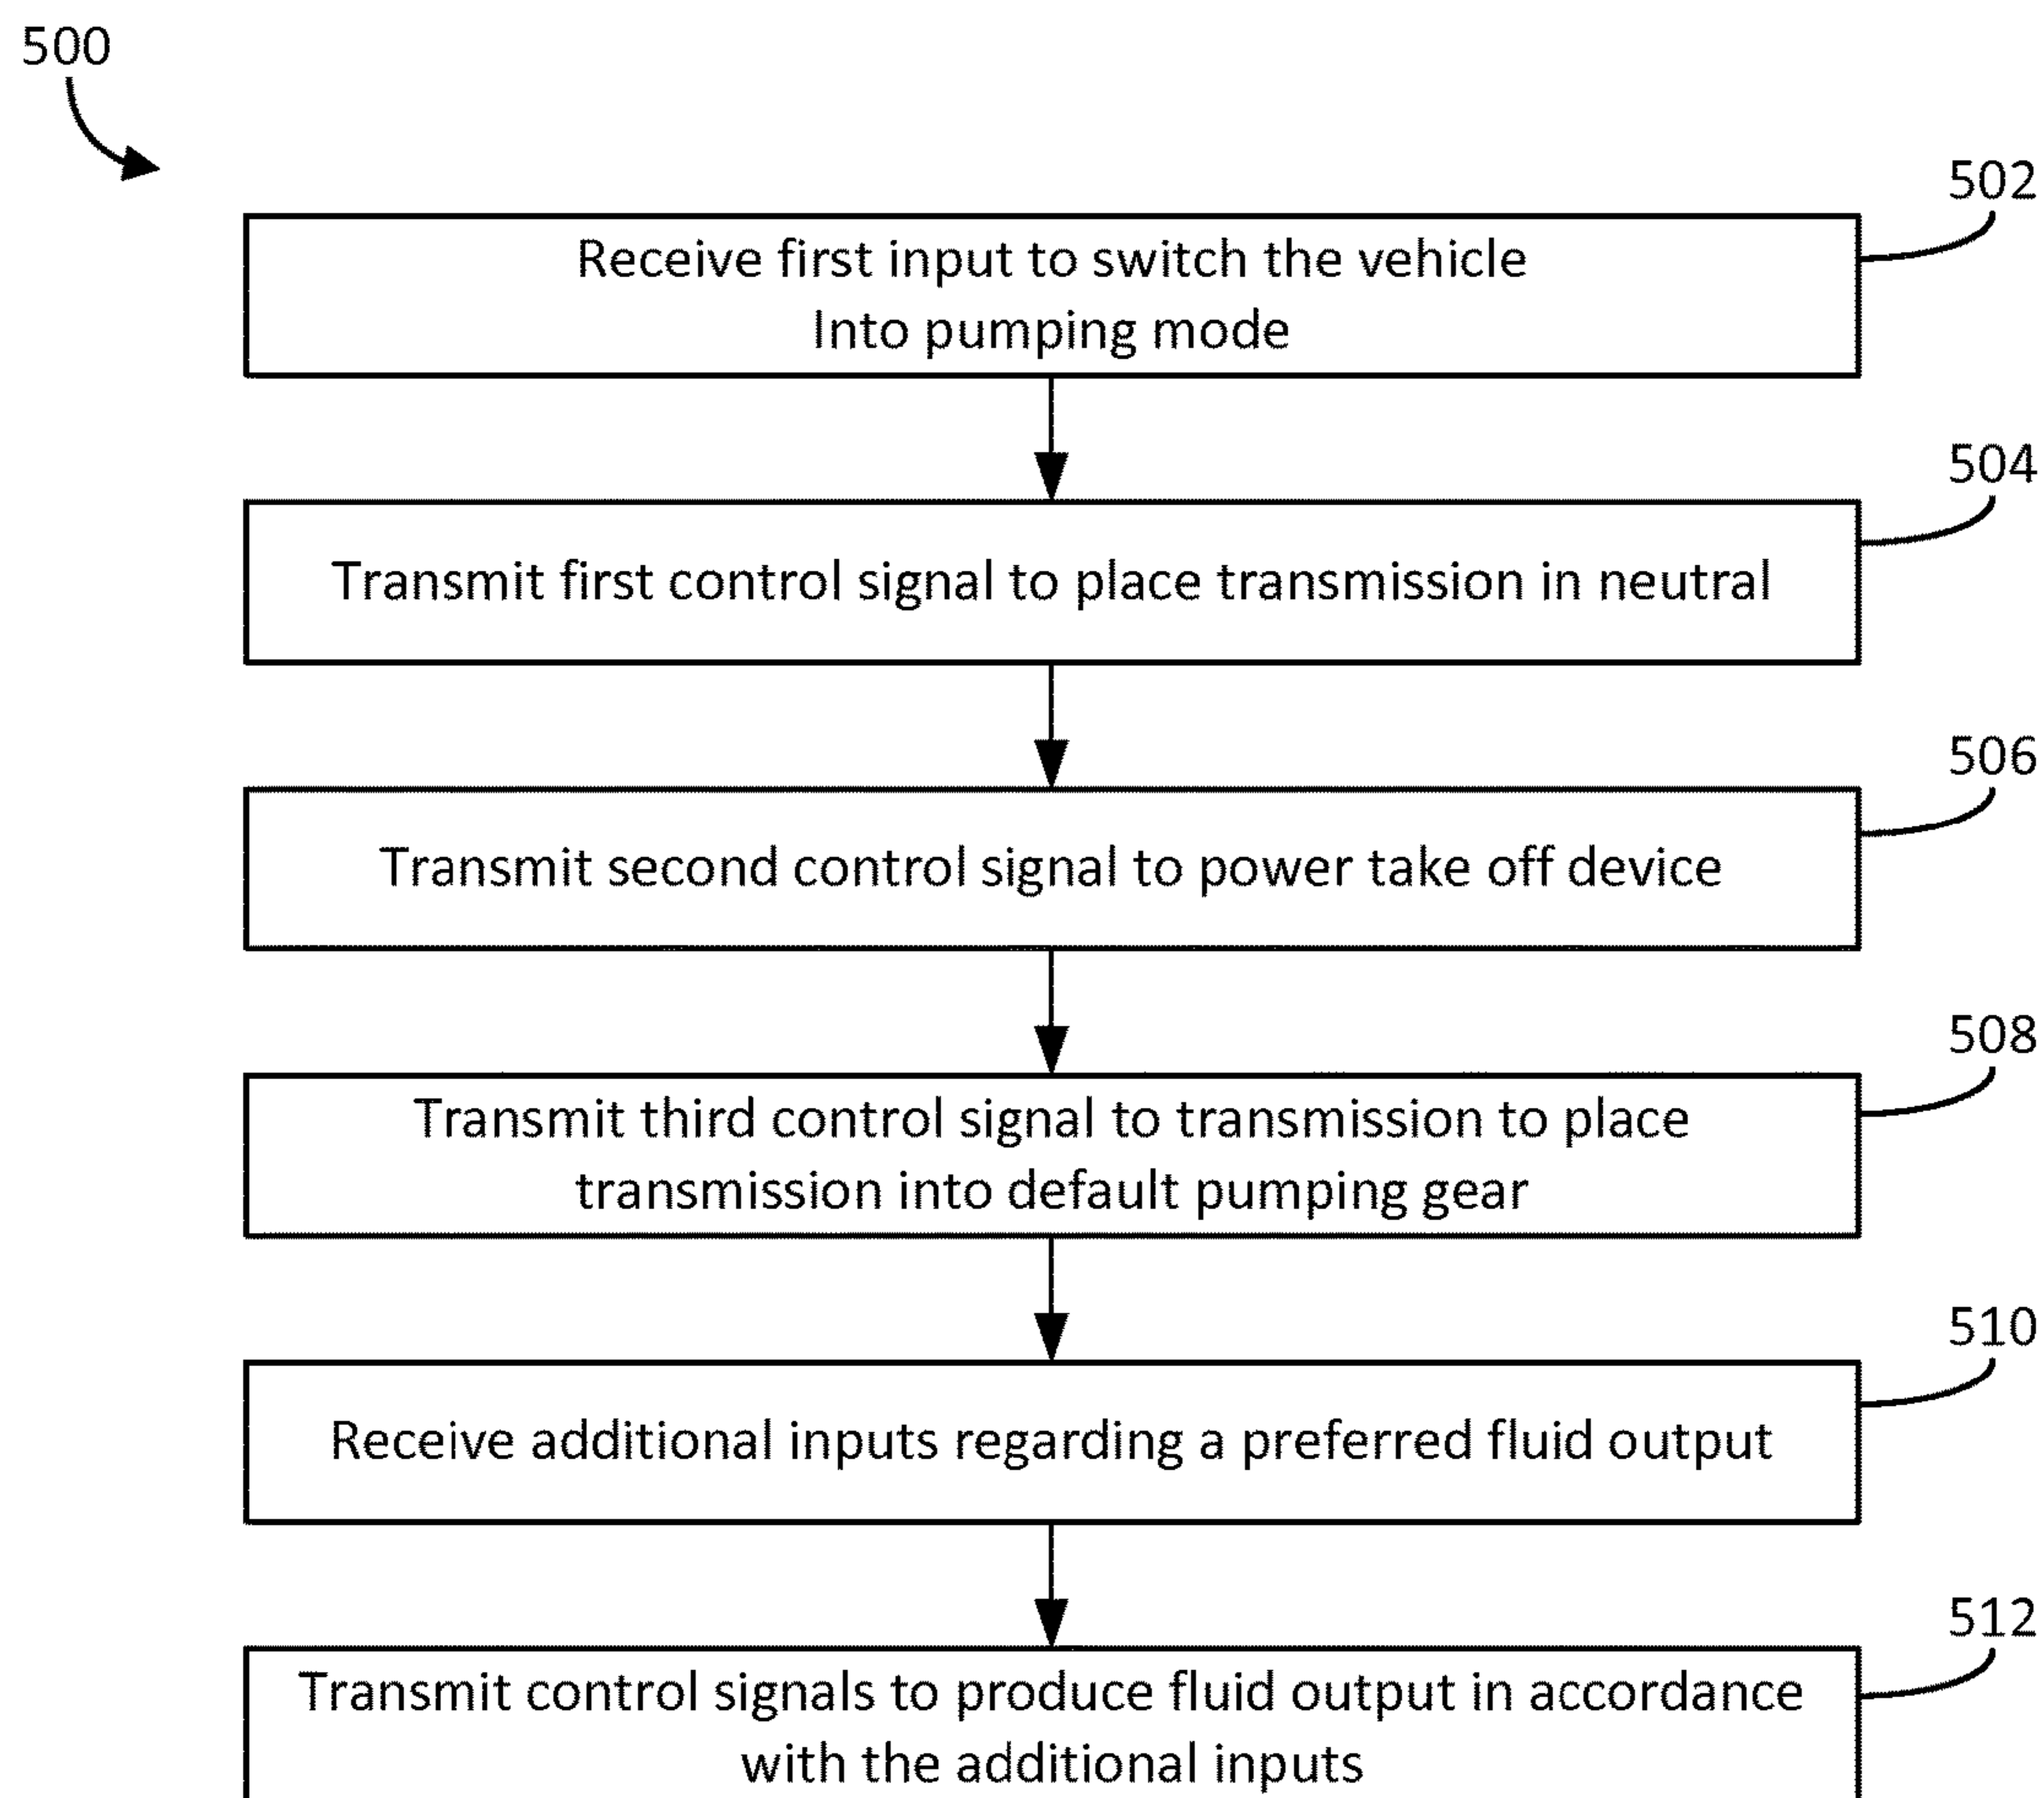 500
502
Receive first input to switch the vehicle
Into pumping mode
504
Transmit first control signal to place transmission in neutral
506
Transmit second control signal to power take off device
508
Transmit third control signal to transmission to place
transmission into default pumping gear
510
Receive additional inputs regarding a preferred fluid output
512
Transmit control signals to produce fluid output in accordance
with the additional inputs